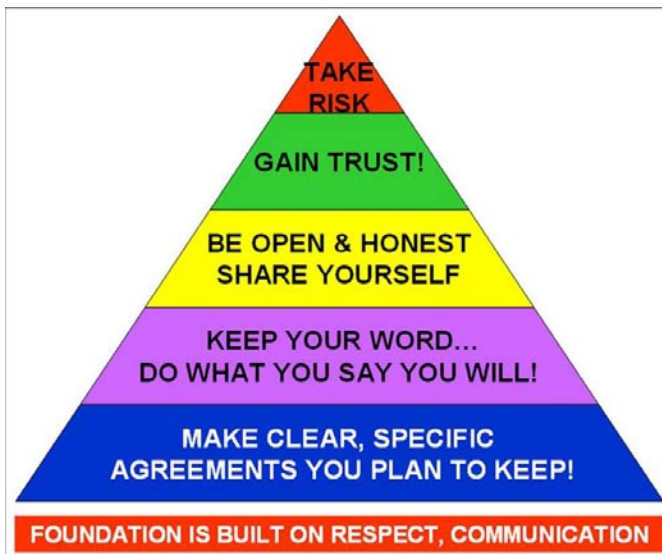 TAKE
RISK
GAIN TRUST!
BE OPEN & HONEST
SHARE YOURSELF
KEEP YOUR WORD...
DO WHAT YOU SAY YOU WILL!
MAKE CLEAR, SPECIFIC
AGREEMENTS YOU PLAN TO KEEP!
FOUNDATION IS BUILT ON RESPECT, COMMUNICATION